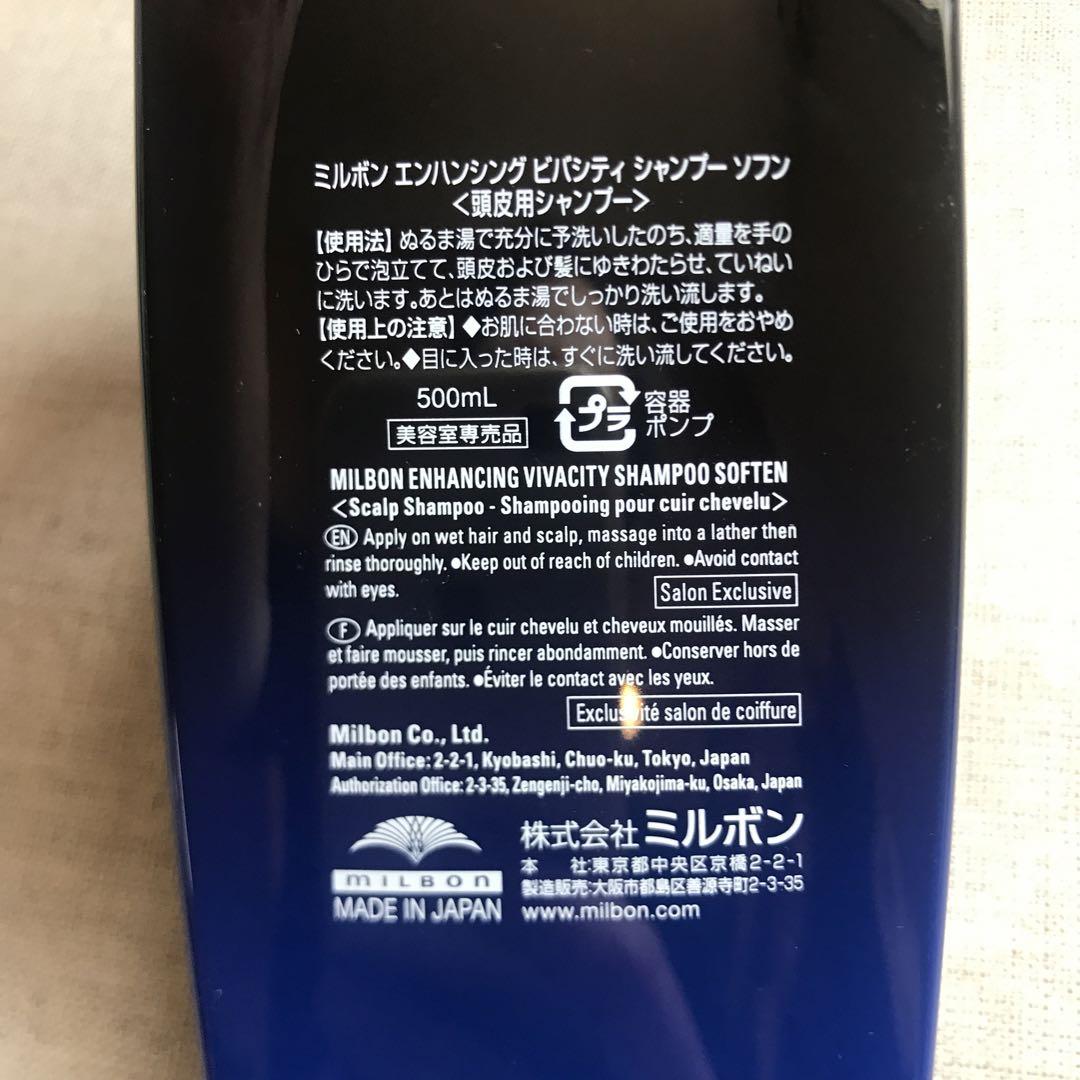 ミルボン エンハンシング ビバシティ シャンプー ソフン
<頭皮用シャンプー>
【使用法】ぬるま湯で充分に予洗いしたのち、適量を手の
ひらで泡立てて、頭皮および髪にゆきわたらせ、ていねい
に洗います。あとはぬるま湯でしっかり洗い流します。
【使用上の注意】◆お肌に合わない時は、ご使用をおやめ
ください。◆目に入った時は、すぐに洗い流してください。
500mL
美容室専売品
プラ
容器
ポンプ
MILBON ENHANCING VIVACITY SHAMPOO SOFTEN
<Scalp Shampoo - Shampooing pour cuir chevelu>
EN Apply on wet hair and scalp, massage into a lather then
rinse thoroughly. ●Keep out of reach of children. ●Avoid contact
with eyes.
Salon Exclusive
F Appliquer sur le cuir chevelu et cheveux mouillés. Masser
et faire mousser, puis rincer abondamment. ●Conserver hors de
portée des enfants. ●Éviter le contact avec les yeux.
Exclusivité salon de coiffure
Milbon Co., Ltd.
Main Office: 2-2-1, Kyobashi, Chuo-ku, Tokyo, Japan
Authorization Office: 2-3-35, Zengenji-cho, Miyakojima-ku, Osaka, Japan
MILBON
MADE IN JAPAN
株式会社ミルボン
本 社:東京都中央区京橋2-2-1
製造販売:大阪市都島区善源寺町2-3-35
www.milbon.com